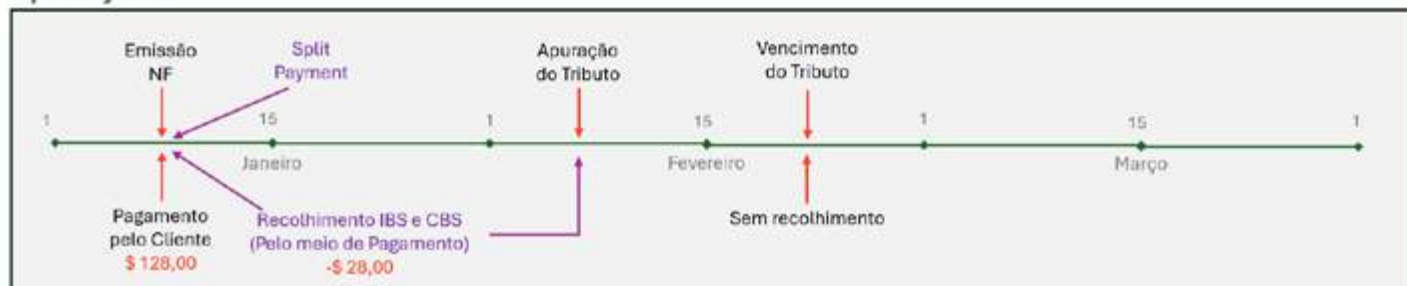 Emissão
NF
Split
Payment
Apuração
do Tributo
Vencimento
do Tributo
1
15
1
15
1
15
1
Janeiro
Fevereiro
Março
Pagamento
pelo Cliente
$ 128,00
Recolhimento IBS e CBS
(Pelo meio de Pagamento)
-$ 28,00
Sem recolhimento